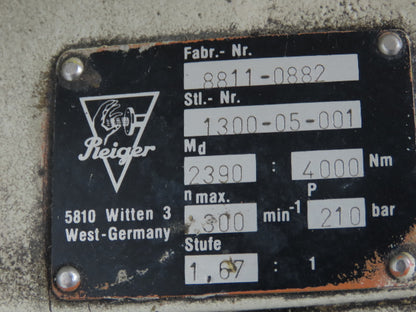 Fabr.- Nr.
8811-0882
Stl.- Nr.
1300-05-001
Md
2390 : 4000 Nm
n max. P
300 min-1 210 bar
Stufe
1,67 : 1
Reiger
5810 Witten 3
West-Germany